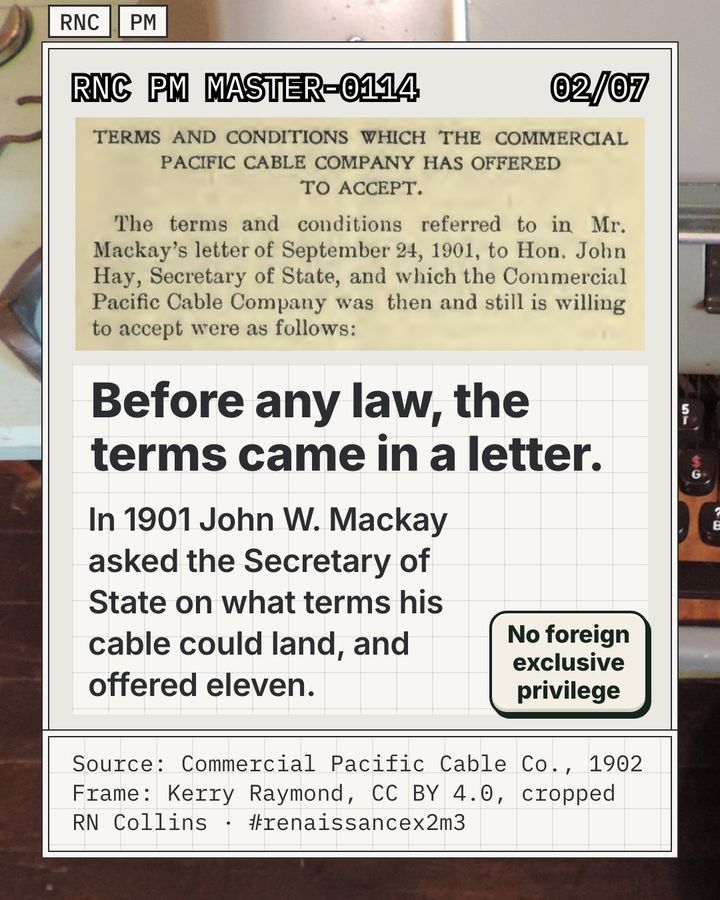 RNC PM
RNC PM MASTER-0114 02/07
TERMS AND CONDITIONS WHICH THE COMMERCIAL
PACIFIC CABLE COMPANY HAS OFFERED
TO ACCEPT.
The terms and conditions referred to in Mr.
Mackay's letter of September 24, 1901, to Hon. John
Hay, Secretary of State, and which the Commercial
Pacific Cable Company was then and still is willing
to accept were as follows:
Before any law, the
terms came in a letter.
In 1901 John W. Mackay
asked the Secretary of
State on what terms his
cable could land, and
offered eleven.
No foreign
exclusive
privilege
Source: Commercial Pacific Cable Co., 1902
Frame: Kerry Raymond, CC BY 4.0, cropped
RN Collins · #renaissancex2m3
5
T
$
G
?
B